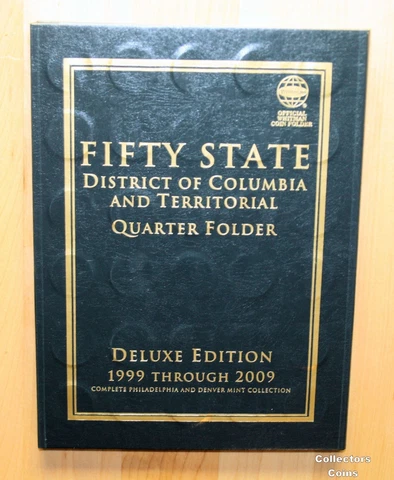 OFFICIAL
WHITMAN
COIN FOLDER
FIFTY STATE
DISTRICT OF COLUMBIA
AND TERRITORIAL
QUARTER FOLDER
DELUXE EDITION
1999 THROUGH 2009
COMPLETE PHILADELPHIA AND DENVER MINT COLLECTION
Collectors
Coins